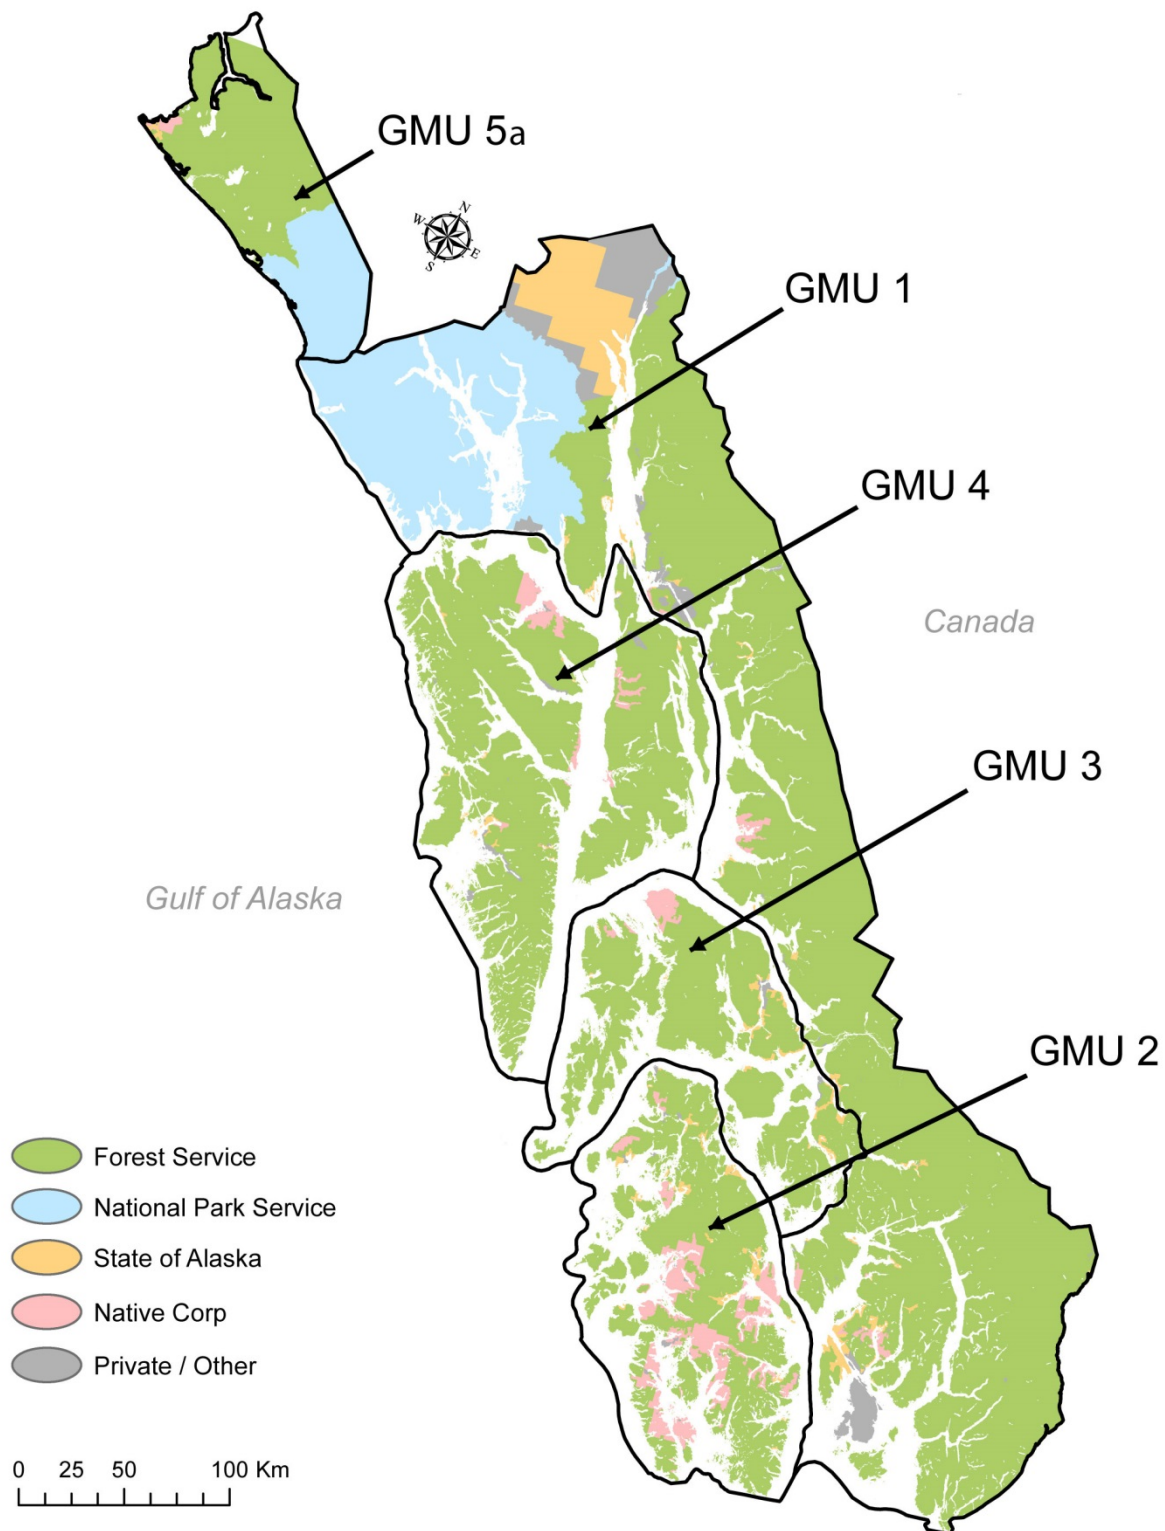 GMU 5a
N
W
E
S
GMU 1
GMU 4
Canada
GMU 3
Gulf of Alaska
GMU 2
Forest Service
National Park Service
State of Alaska
Native Corp
Private / Other
0 25 50 100 Km